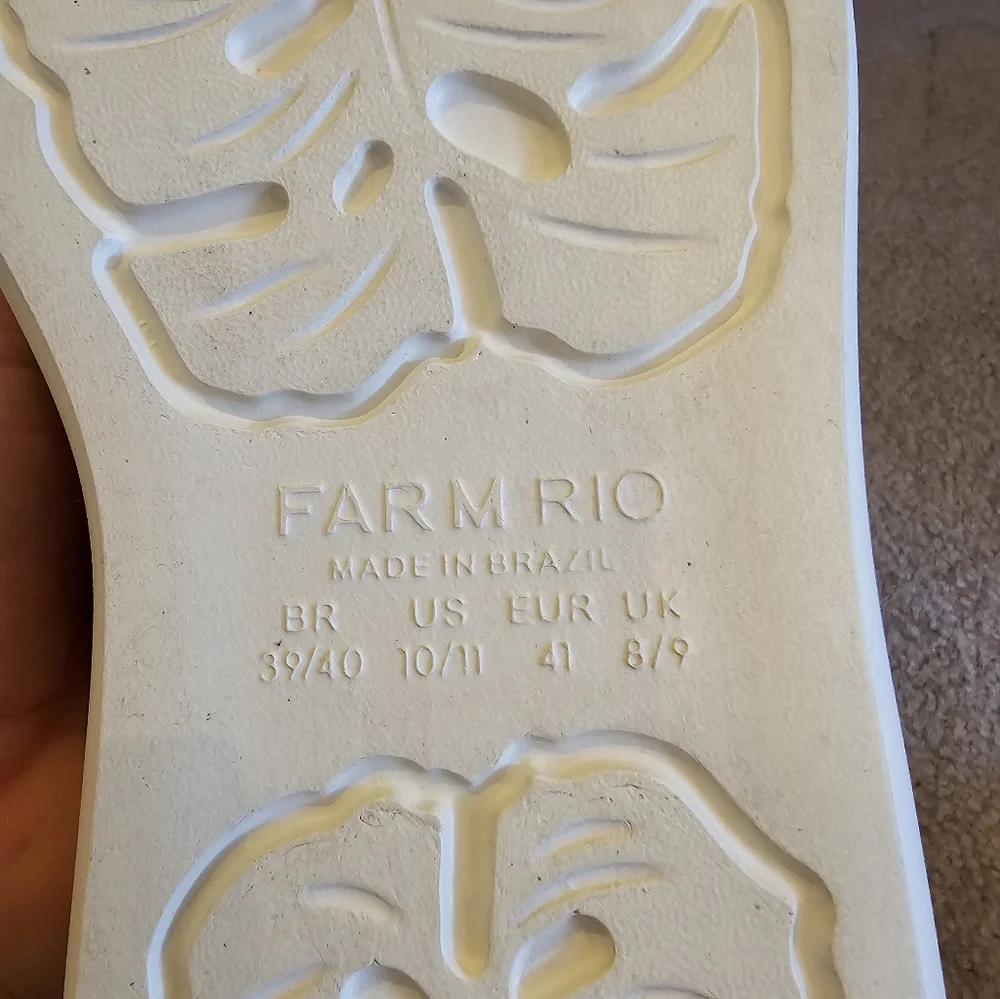 FARM RIO
MADE IN BRAZIL
BR US EUR UK
39/40 10/11 41 8/9